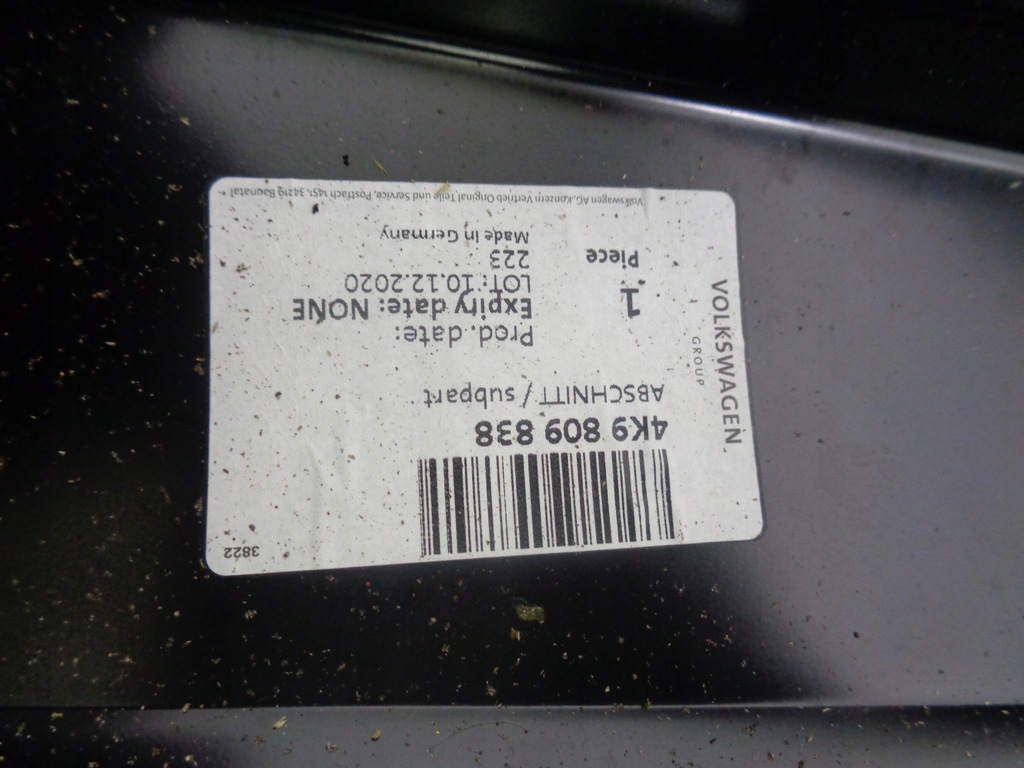 3822
4K9 809 838
ABSCHNITT / subpart
VOLKSWAGEN
GROUP
Prod. date:
Expiry date: NONE
LOT: 10.12.2020
223
Made in Germany
1
Piece
Volkswagen AG, Konzern Vertrieb Original Teile und Service, Postfach 1451, 34219 Baunatal